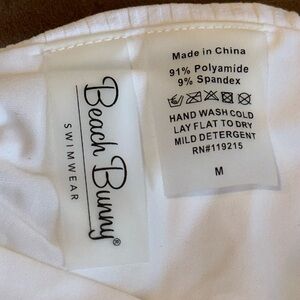 Beach Bunny®
SWIMWEAR
Made in China
91% Polyamide
9% Spandex
HAND WASH COLD
LAY FLAT TO DRY
MILD DETERGENT
RN#119215
M